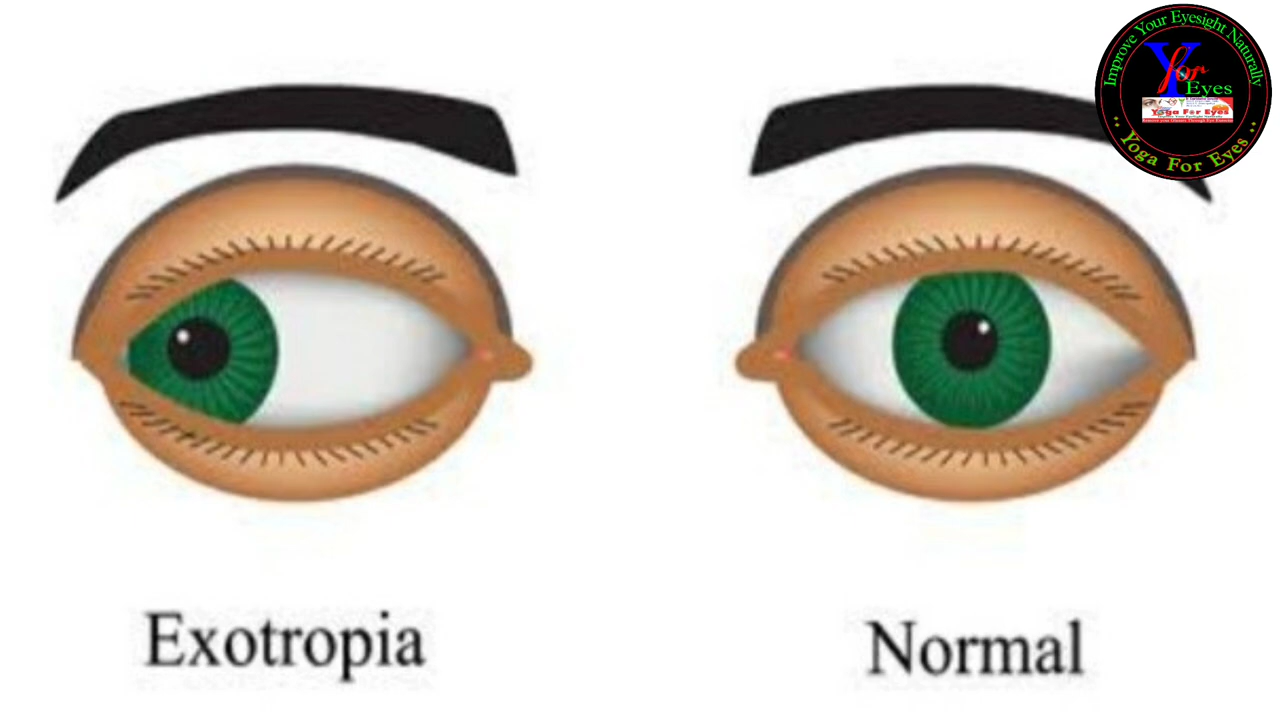 Improve Your Eyesight Naturally
Y
for
Eyes
Yoga For Eyes
Yoga For Eyes
Exotropia
Normal